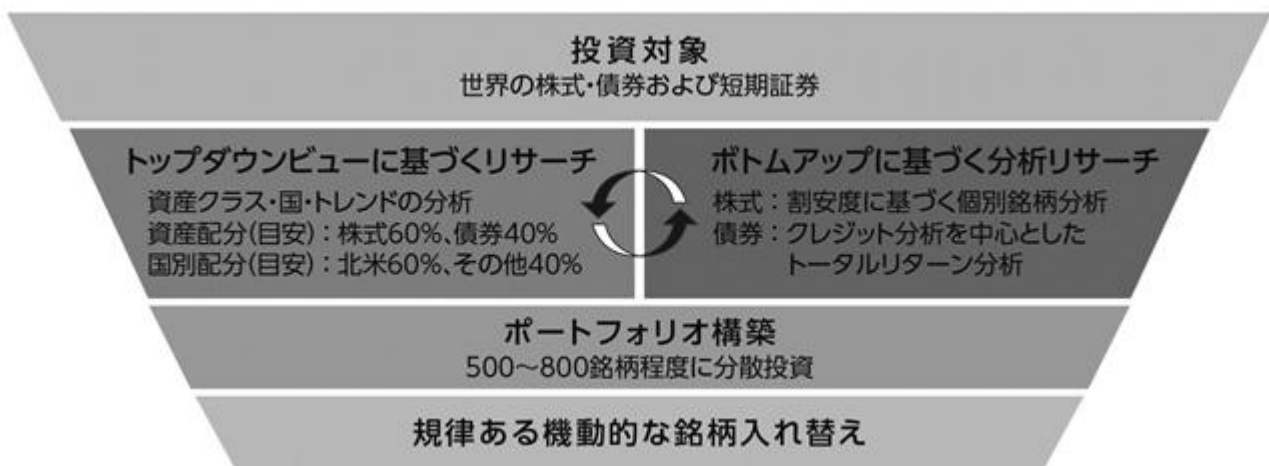 投資対象
世界の株式・債券および短期証券
トップダウンビューに基づくリサーチ
資産クラス・国・トレンドの分析
資産配分(目安)：株式60%、債券40%
国別配分(目安)：北米60%、その他40%
ボトムアップに基づく分析リサーチ
株式：割安度に基づく個別銘柄分析
債券：クレジット分析を中心とした
トータルリターン分析
ポートフォリオ構築
500～800銘柄程度に分散投資
規律ある機動的な銘柄入れ替え